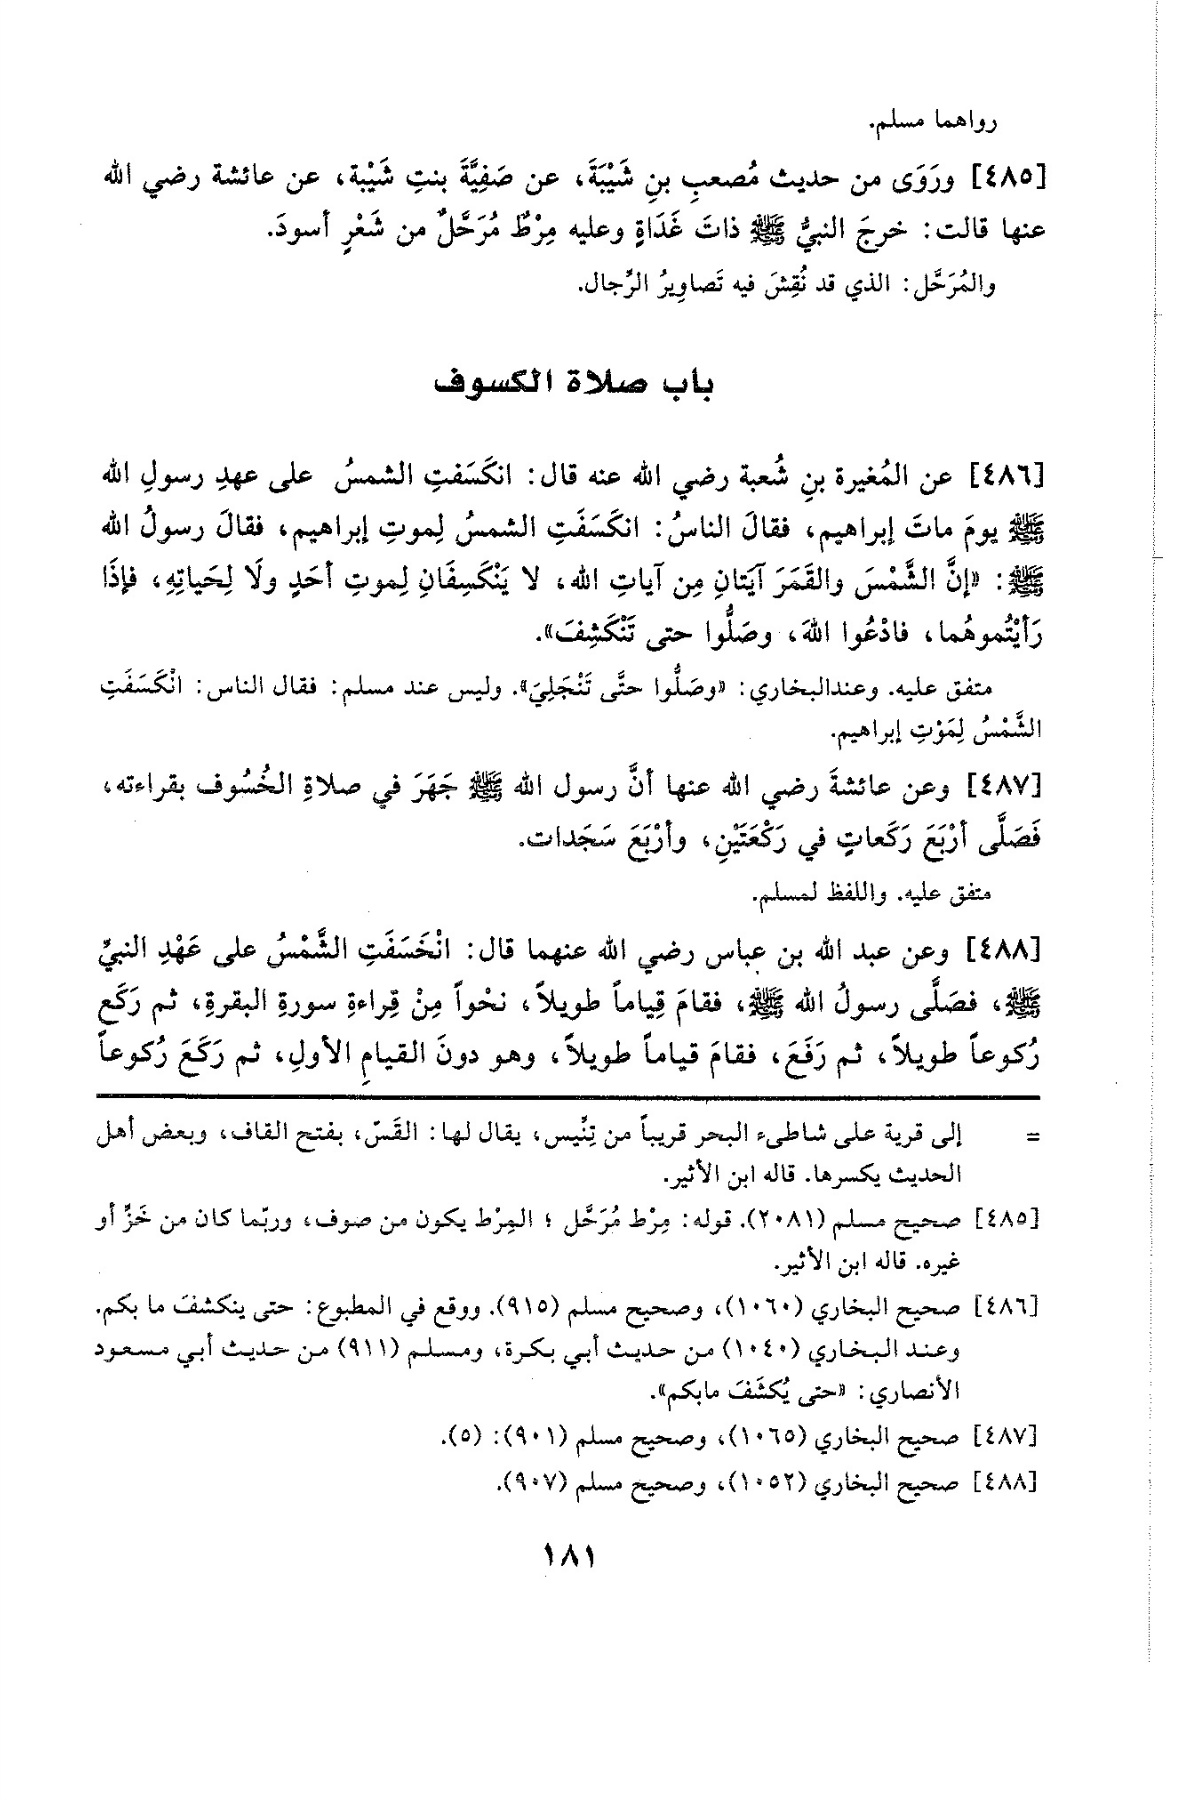 رواهما مسلم.
[٤٨٥] ورَوَى من حديث مُصعبِ بنِ شَيْبَةَ، عن صَفِيَّةَ بنتِ شَيْبة، عن عائشة رضي الله
عنها قالت: خرجَ النبيُّ ﷺ ذاتَ غَدَاةٍ وعليه مِرْطٌ مُرَحَّلٌ من شَعْرٍ أسودَ.
والمُرَحَّل: الذي قد نُقِشَ فيه تَصاوِيرُ الرِّجال.
باب صلاة الكسوف
[٤٨٦] عن المُغيرة بنِ شُعبة رضي الله عنه قال: انكَسَفتِ الشمسُ على عهدِ رسولِ الله
ﷺ يومَ ماتَ إبراهيم، فقالَ الناسُ: انكَسَفَتِ الشمسُ لِموتِ إبراهيم، فقالَ رسولُ الله
ﷺ: «إنَّ الشَّمْسَ والقَمَرَ آيَتانِ مِن آياتِ الله، لا يَنْكَسِفَانِ لِموتِ أحَدٍ ولَا لِحَياتِهِ، فإذَا
رَأيْتُموهُما، فادْعُوا اللهَ، وصَلُّوا حتى تَنْكَشِفَ».
متفق عليه. وعندالبخاري: «وصَلُّوا حتَّى تَنْجَلِيَ». وليس عند مسلم: فقال الناس: انْكَسَفَتِ
الشَّمْسُ لِمَوْتِ إبراهيم.
[٤٨٧] وعن عائشةَ رضي الله عنها أنَّ رسول الله ﷺ جَهَرَ في صلاةِ الخُسُوف بقراءته،
فَصَلَّى أرْبَعَ رَكَعاتٍ في رَكْعَتَيْنِ، وأرْبَعَ سَجَدات.
متفق عليه. واللفظ لمسلم.
[٤٨٨] وعن عبد الله بن عباس رضي الله عنهما قال: انْخَسَفَتِ الشَّمْسُ على عَهْدِ النبيِّ
ﷺ، فصَلَّى رسولُ الله ﷺ، فقامَ قِياماً طويلاً، نحْواً مِنْ قِراءةِ سورةِ البقرةِ، ثم رَكَع
رُكوعاً طويلاً، ثم رَفَعَ، فقامَ قياماً طويلاً، وهو دونَ القيامِ الأولِ، ثم رَكَعَ رُكوعاً
= إلى قرية على شاطىء البحر قريباً من تِنِّيس، يقال لها: القَسّ، بفتح القاف، وبعض أهل
الحديث يكسرها. قاله ابن الأثير.
[٤٨٥] صحيح مسلم (٢٠٨١). قوله: مِرْط مُرَحَّل ؛ المِرْط يكون من صوف، وربّما كان من خَزٍّ أو
غيره. قاله ابن الأثير.
[٤٨٦] صحيح البخاري (١٠٦٠)، وصحيح مسلم (٩١٥). ووقع في المطبوع: حتى ينكشفَ ما بكم.
وعند البخاري (١٠٤٠) من حديث أبي بكرة، ومسلم (٩١١) من حديث أبي مسعود
الأنصاري: «حتى يُكشَفَ مابكم».
[٤٨٧] صحيح البخاري (١٠٦٥)، وصحيح مسلم (٩٠١): (٥).
[٤٨٨] صحيح البخاري (١٠٥٢)، وصحيح مسلم (٩٠٧).
١٨١